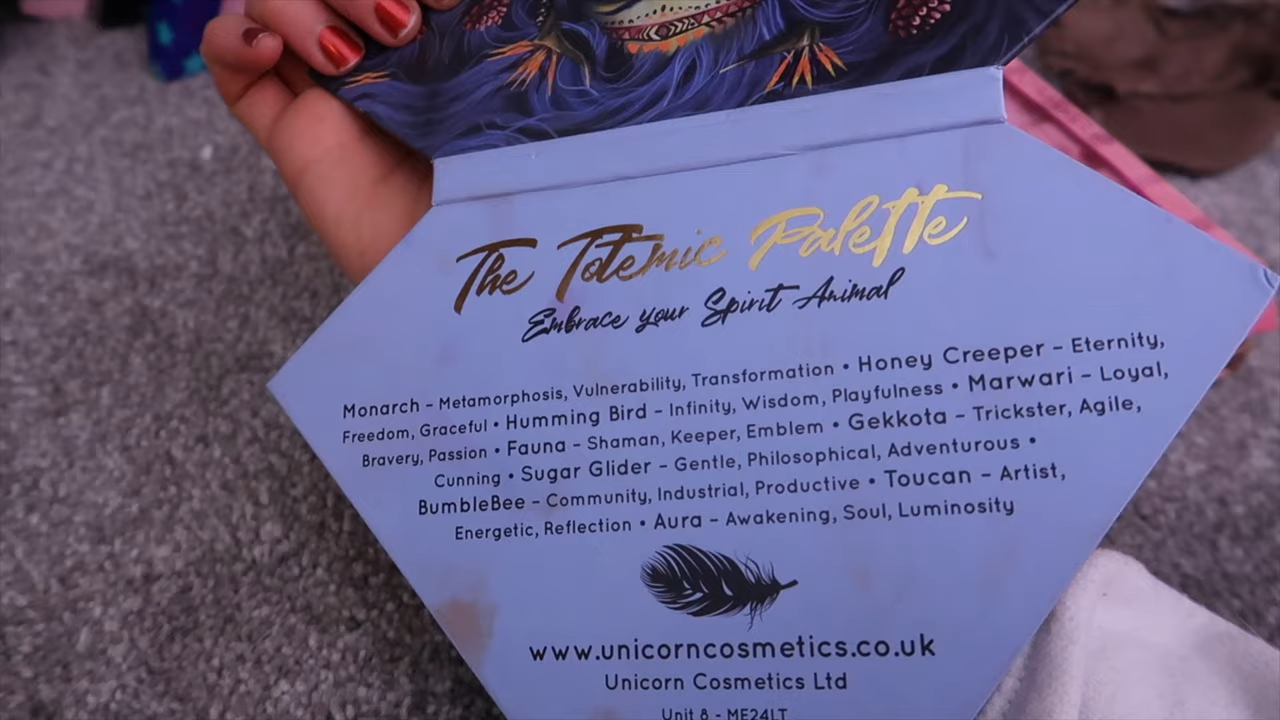 The Totemic Palette
Embrace your Spirit Animal
Monarch - Metamorphosis, Vulnerability, Transformation • Honey Creeper - Eternity,
Freedom, Graceful • Humming Bird - Infinity, Wisdom, Playfulness • Marwari - Loyal,
Bravery, Passion • Fauna - Shaman, Keeper, Emblem • Gekkota - Trickster, Agile,
Cunning • Sugar Glider - Gentle, Philosophical, Adventurous •
BumbleBee - Community, Industrial, Productive • Toucan - Artist,
Energetic, Reflection • Aura - Awakening, Soul, Luminosity
www.unicorncosmetics.co.uk
Unicorn Cosmetics Ltd
Unit 8 - ME24LT